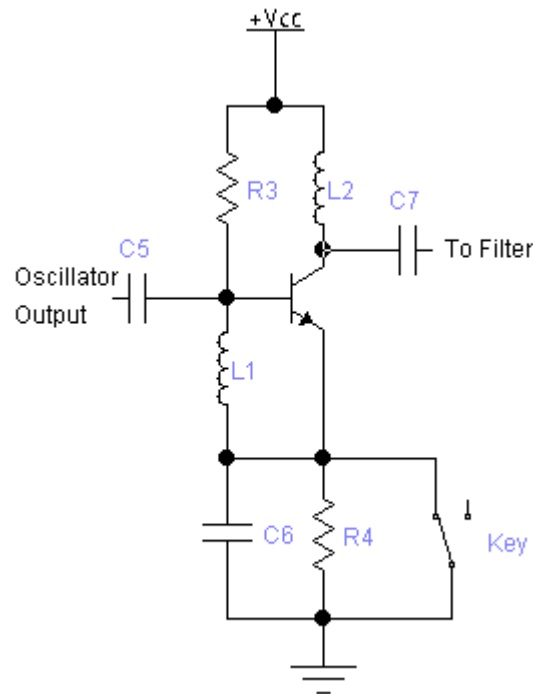 +Vcc
R3
L2
C7
C5
To Filter
Oscillator
Output
L1
C6
R4
Key